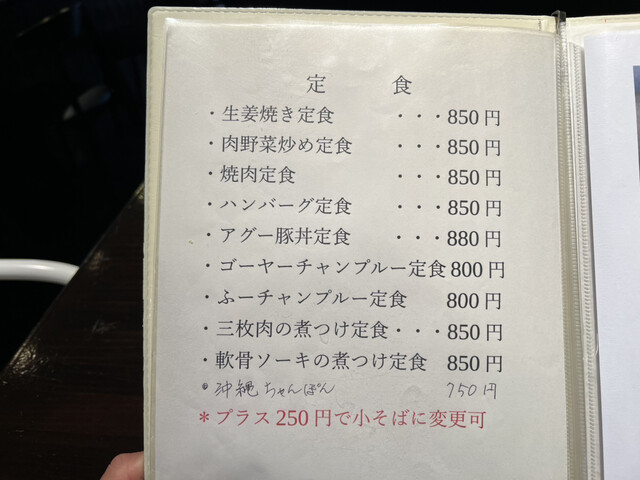 定 食
・生姜焼き定食 ・・・850円
・肉野菜炒め定食 ・・・850円
・焼肉定食 ・・・850円
・ハンバーグ定食 ・・・850円
・アグー豚丼定食 ・・・880円
・ゴーヤーチャンプルー定食 800円
・ふーチャンプルー定食 800円
・三枚肉の煮つけ定食・・・850円
・軟骨ソーキの煮つけ定食 850円
・沖縄ちゃんぽん 750円
＊プラス250円で小そばに変更可